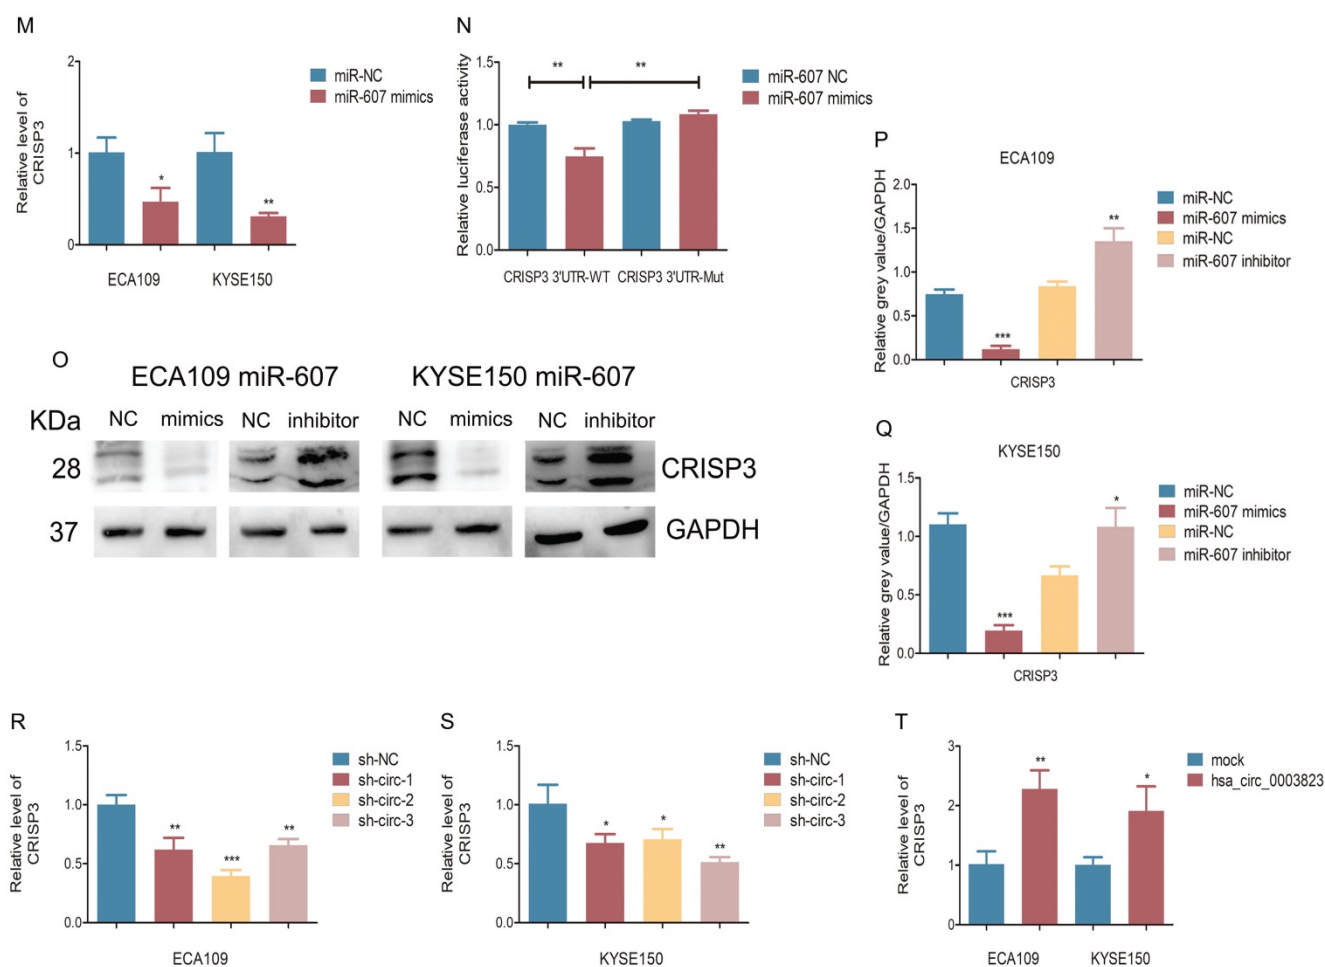 M
2
1
0
Relative level of
CRISP3
*
**
ECA109
KYSE150
miR-NC
miR-607 mimics
N
1.5
1.0
0.5
0.0
Relative luciferase activity
**
**
CRISP3 3'UTR-WT
CRISP3 3'UTR-Mut
miR-607 NC
miR-607 mimics
P
ECA109
2.0
1.5
1.0
0.5
0.0
Relative grey value/GAPDH
***
**
CRISP3
miR-NC
miR-607 mimics
miR-NC
miR-607 inhibitor
O
ECA109 miR-607
KYSE150 miR-607
KDa
NC
mimics
NC
inhibitor
NC
mimics
NC
inhibitor
28
CRISP3
37
GAPDH
Q
KYSE150
1.5
1.0
0.5
0.0
Relative grey value/GAPDH
***
*
CRISP3
miR-NC
miR-607 mimics
miR-NC
miR-607 inhibitor
R
1.5
1.0
0.5
0.0
Relative level of
CRISP3
**
***
**
ECA109
sh-NC
sh-circ-1
sh-circ-2
sh-circ-3
S
1.5
1.0
0.5
0.0
Relative level of
CRISP3
*
*
**
KYSE150
sh-NC
sh-circ-1
sh-circ-2
sh-circ-3
T
3
2
1
0
Relative level of
CRISP3
**
*
ECA109
KYSE150
mock
hsa_circ_0003823